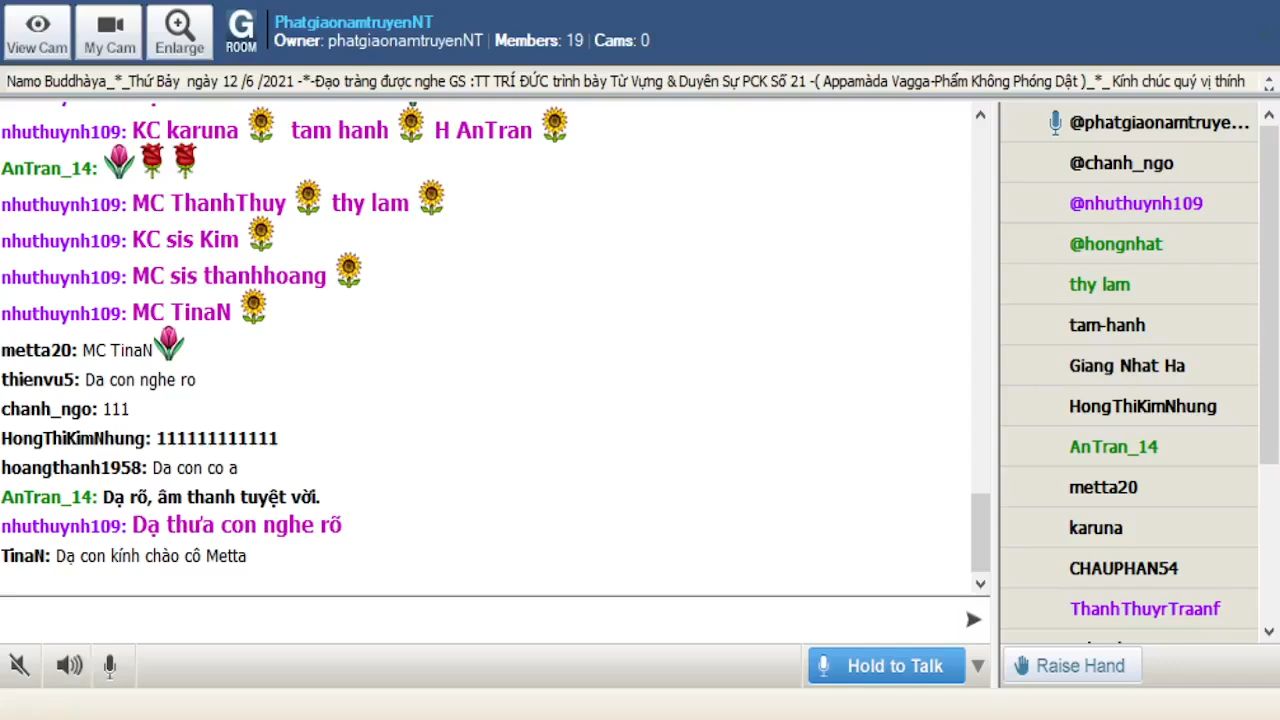 View Cam
My Cam
Enlarge
G
ROOM
PhatgiaonamtruyenNT
Owner: phatgiaonamtruyenNT | Members: 19 | Cams: 0
Namo Buddhàya_*_Thứ Bảy ngày 12 /6 /2021 -*-Đạo tràng được nghe GS :TT TRÍ ĐỨC trình bày Từ Vựng & Duyên Sự PCK Số 21 -( Appamàda Vagga-Phẩm Không Phóng Dật )_*_ Kính chúc quý vị thính
nhuthuynh109: KC karuna tam hanh H AnTran
AnTran_14:
nhuthuynh109: MC ThanhThuy thy lam
nhuthuynh109: KC sis Kim
nhuthuynh109: MC sis thanhhoang
nhuthuynh109: MC TinaN
metta20: MC TinaN
thienvu5: Da con nghe ro
chanh_ngo: 111
HongThiKimNhung: 111111111111
hoangthanh1958: Da con co a
AnTran_14: Dạ rõ, âm thanh tuyệt vời.
nhuthuynh109: Dạ thưa con nghe rõ
TinaN: Dạ con kính chào cô Metta
@phatgiaonamtruye...
@chanh_ngo
@nhuthuynh109
@hongnhat
thy lam
tam-hanh
Giang Nhat Ha
HongThiKimNhung
AnTran_14
metta20
karuna
CHAUPHAN54
ThanhThuyrTraanf
Hold to Talk
Raise Hand